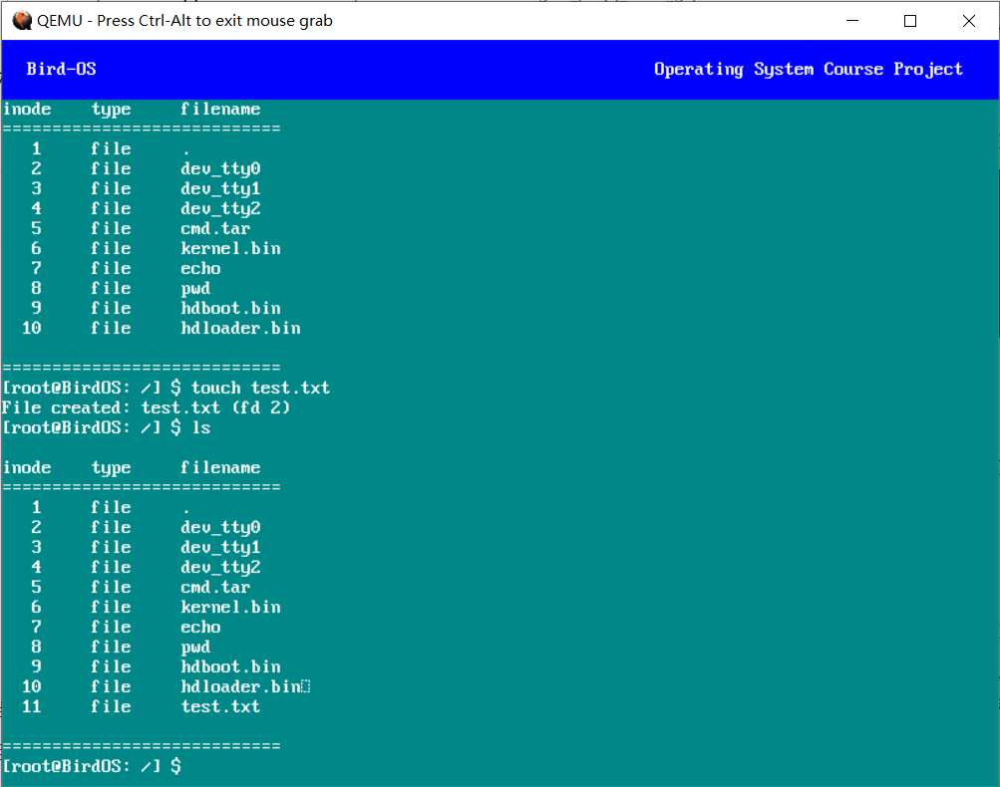 QEMU - Press Ctrl-Alt to exit mouse grab
Bird-OS Operating System Course Project
inode type filename
============================
1 file .
2 file dev_tty0
3 file dev_tty1
4 file dev_tty2
5 file cmd.tar
6 file kernel.bin
7 file echo
8 file pwd
9 file hdboot.bin
10 file hdloader.bin
============================
[root@BirdOS: /] $ touch test.txt
File created: test.txt (fd 2)
[root@BirdOS: /] $ ls
inode type filename
============================
1 file .
2 file dev_tty0
3 file dev_tty1
4 file dev_tty2
5 file cmd.tar
6 file kernel.bin
7 file echo
8 file pwd
9 file hdboot.bin
10 file hdloader.bin
11 file test.txt
============================
[root@BirdOS: /] $